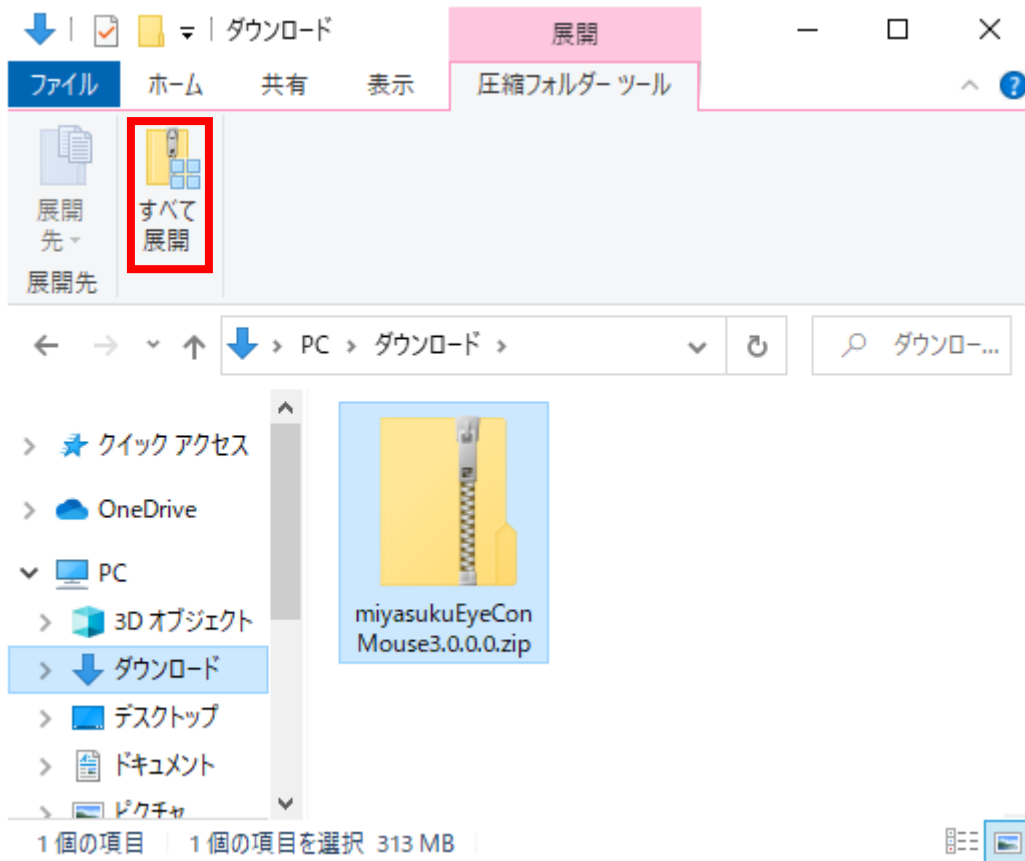 ダウンロード
展開
ファイル ホーム 共有 表示 圧縮フォルダー ツール
展開
先
すべて
展開
展開先
PC ダウンロード
ダウンロー...
クイック アクセス
OneDrive
PC
3D オブジェクト
ダウンロード
デスクトップ
ドキュメント
ピクチャ
miyasukuEyeCon
Mouse3.0.0.0.zip
1 個の項目 1 個の項目を選択 313 MB